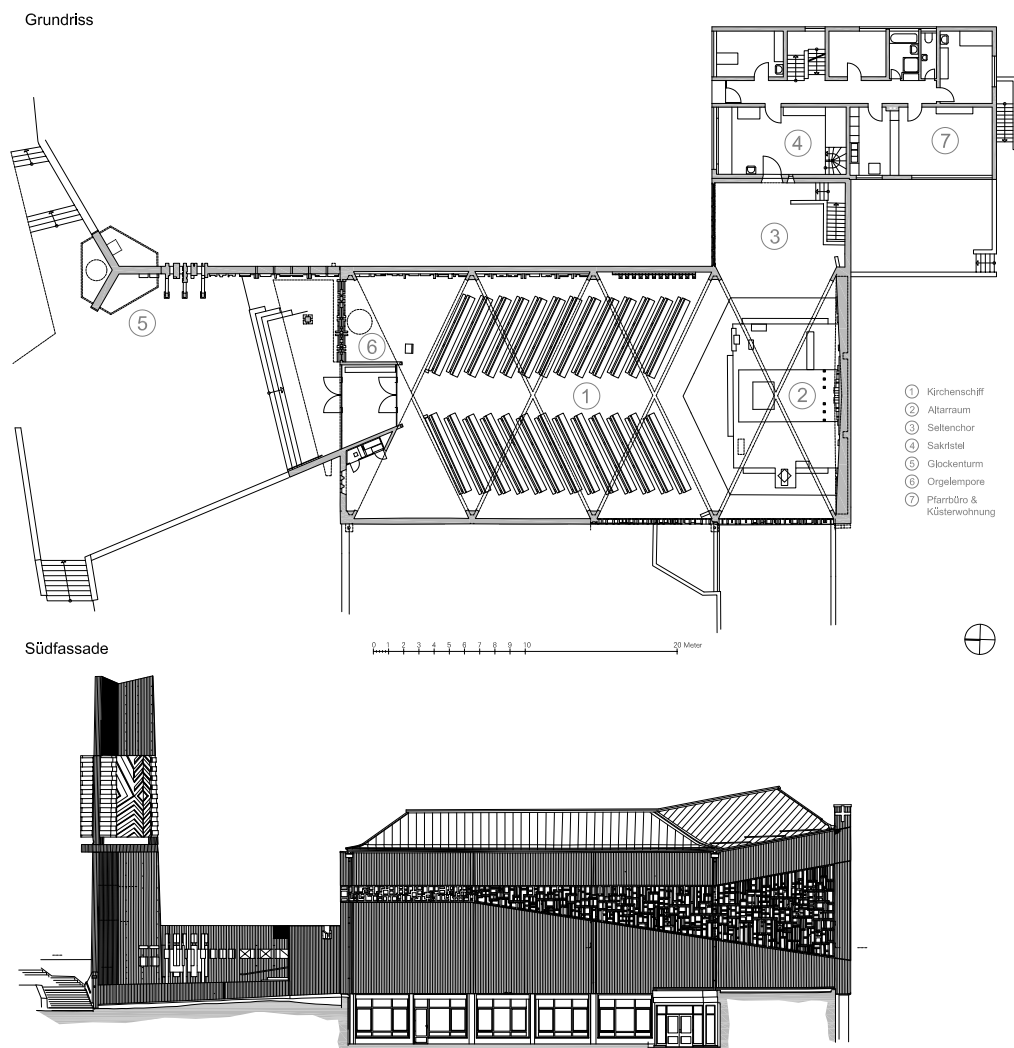 Grundriss
4
7
3
5
6
1
2
1 Kirchenschiff
2 Altarraum
3 Seitenchor
4 Sakristei
5 Glockenturm
6 Orgelempore
7 Pfarrbüro &
Küsterwohnung
Südfassade
0 1 2 3 4 5 6 7 8 9 10 20 Meter